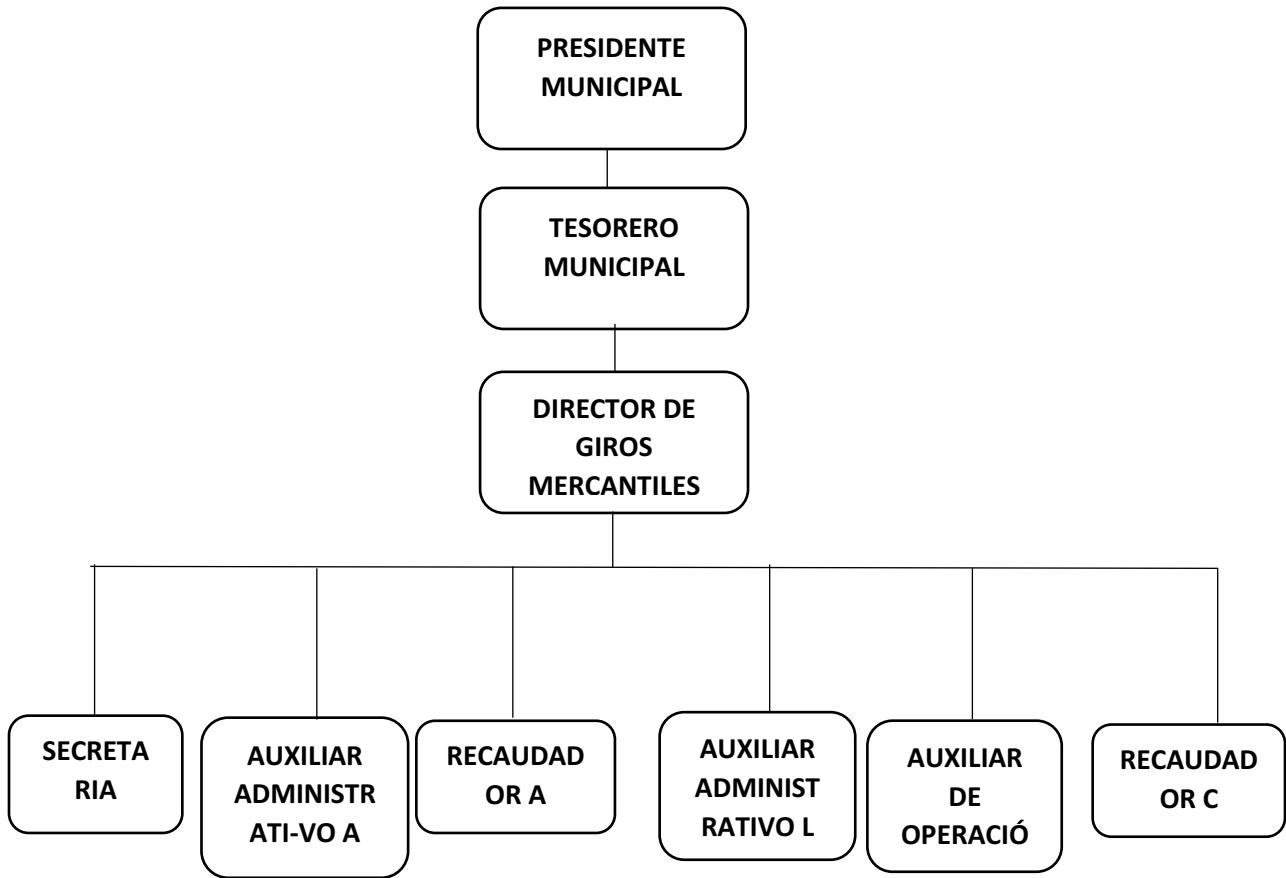 PRESIDENTE
MUNICIPAL
TESORERO
MUNICIPAL
DIRECTOR DE
GIROS
MERCANTILES
SECRETA
RIA
AUXILIAR
ADMINISTR
ATI-VO A
RECAUDAD
OR A
AUXILIAR
ADMINIST
RATIVO L
AUXILIAR
DE
OPERACIÓ
RECAUDAD
OR C